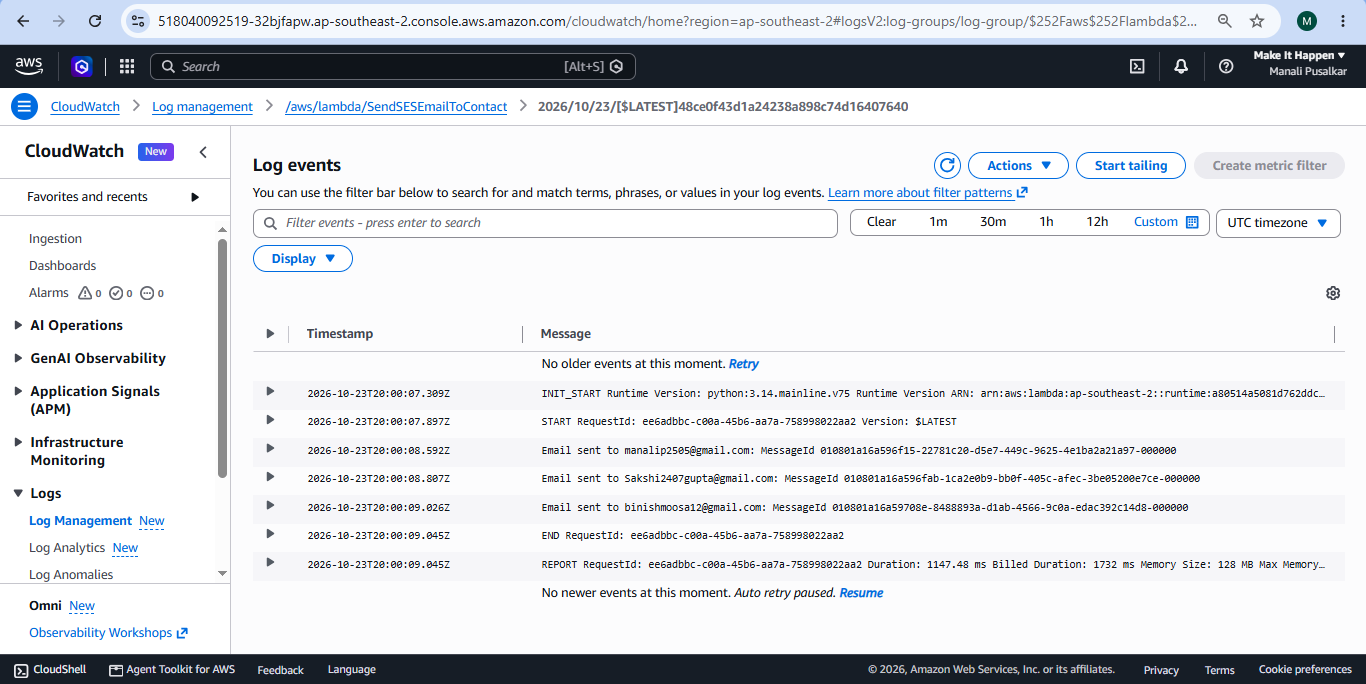 518040092519-32bjfapw.ap-southeast-2.console.aws.amazon.com/cloudwatch/home?region=ap-southeast-2#logsV2:log-groups/log-group/$252Faws$252Flambda$2...
M
aws
Search [Alt+S]
Make It Happen
Manali Pusalkar
CloudWatch > Log management > /aws/lambda/SendSESEmailToContact > 2026/10/23/[$LATEST]48ce0f43d1a24238a898c74d16407640
CloudWatch New
Favorites and recents
Ingestion
Dashboards
Alarms 0 0 0
AI Operations
GenAI Observability
Application Signals
(APM)
Infrastructure
Monitoring
Logs
Log Management New
Log Analytics New
Log Anomalies
Omni New
Observability Workshops
Log events
Actions
Start tailing
Create metric filter
You can use the filter bar below to search for and match terms, phrases, or values in your log events. Learn more about filter patterns
Filter events - press enter to search
Clear 1m 30m 1h 12h Custom
UTC timezone
Display
Timestamp Message
No older events at this moment. Retry
2026-10-23T20:00:07.309Z INIT_START Runtime Version: python:3.14.mainline.v75 Runtime Version ARN: arn:aws:lambda:ap-southeast-2::runtime:a80514a5081d762ddc…
2026-10-23T20:00:07.897Z START RequestId: ee6adbbc-c00a-45b6-aa7a-758998022aa2 Version: $LATEST
2026-10-23T20:00:08.592Z Email sent to manalip2505@gmail.com: MessageId 010801a16a596f15-22781c20-d5e7-449c-9625-4e1ba2a21a97-000000
2026-10-23T20:00:08.807Z Email sent to Sakshi2407gupta@gmail.com: MessageId 010801a16a596fab-1ca2e0b9-bb0f-405c-afec-3be05200e7ce-000000
2026-10-23T20:00:09.026Z Email sent to binishmoosa12@gmail.com: MessageId 010801a16a59708e-8488893a-d1ab-4566-9c0a-edac392c14d8-000000
2026-10-23T20:00:09.045Z END RequestId: ee6adbbc-c00a-45b6-aa7a-758998022aa2
2026-10-23T20:00:09.045Z REPORT RequestId: ee6adbbc-c00a-45b6-aa7a-758998022aa2 Duration: 1147.48 ms Billed Duration: 1732 ms Memory Size: 128 MB Max Memory…
No newer events at this moment. Auto retry paused. Resume
CloudShell Agent Toolkit for AWS Feedback Language © 2026, Amazon Web Services, Inc. or its affiliates. Privacy Terms Cookie preferences